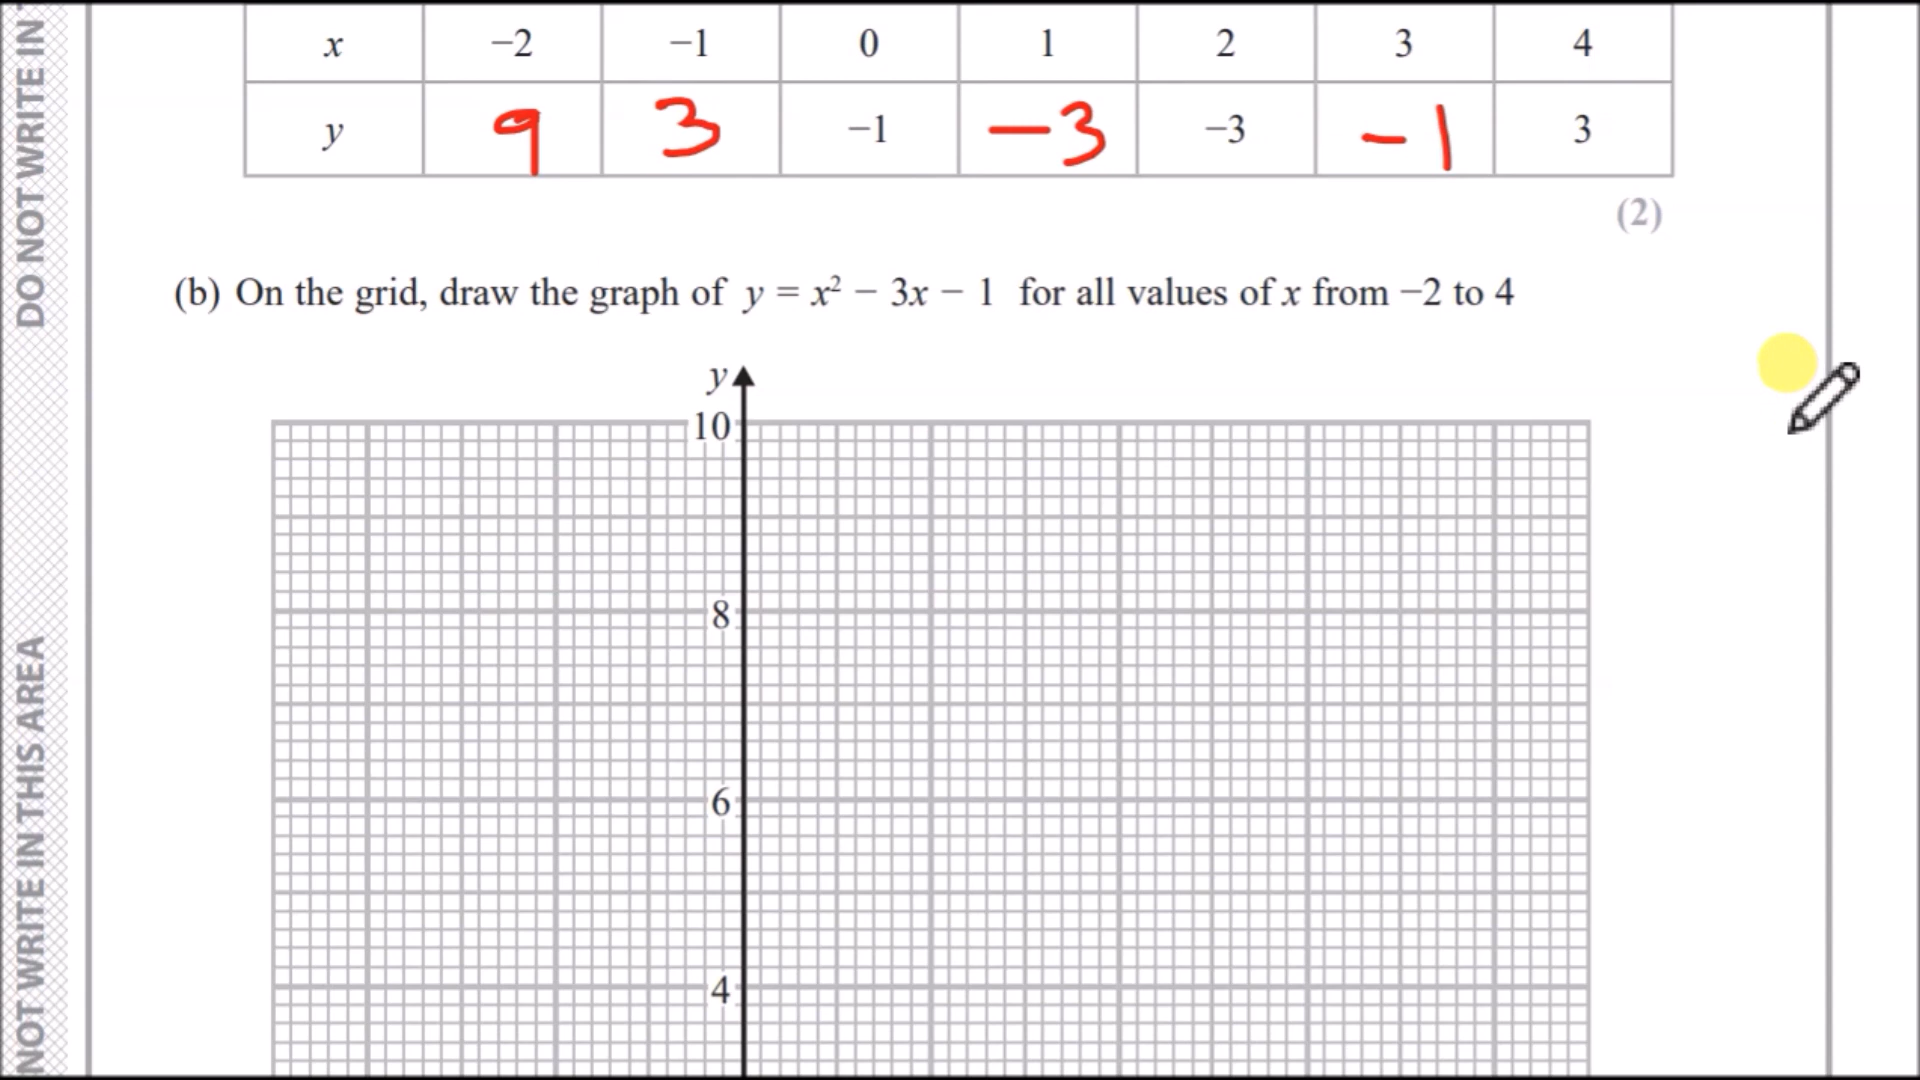 x −2 −1 0 1 2 3 4
y 9 3 −1 −3 −3 −1 3
(2)
(b) On the grid, draw the graph of y = x² − 3x − 1 for all values of x from −2 to 4
y
10
8
6
4
DO NOT WRITE IN
NOT WRITE IN THIS AREA